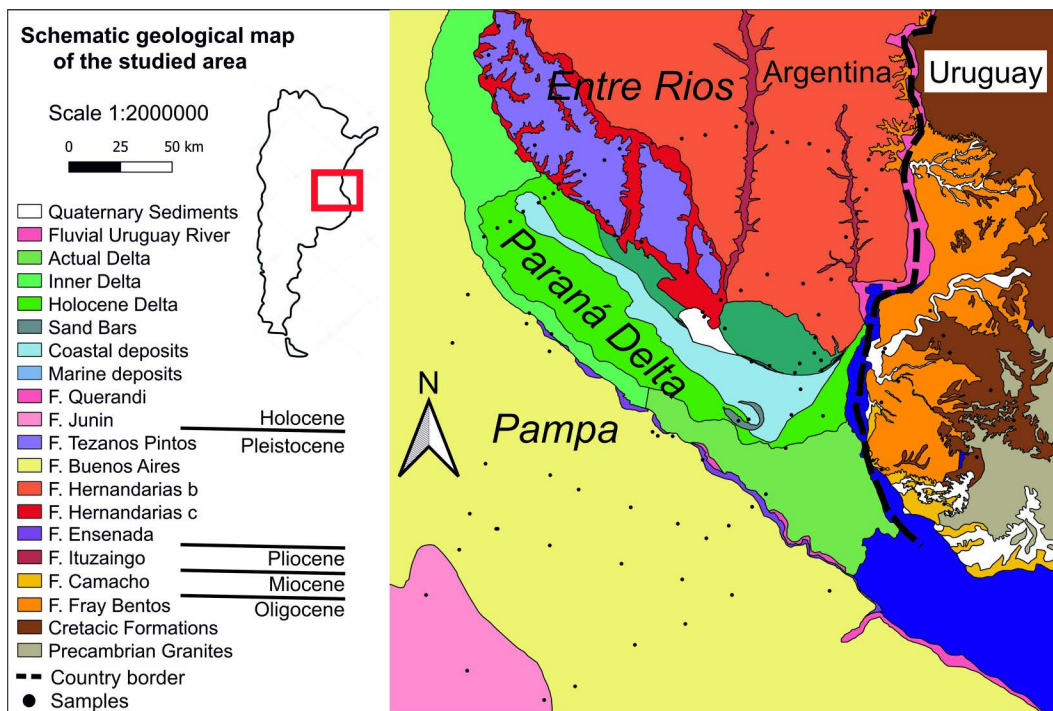 Schematic geological map
of the studied area
Scale 1:2000000
0 25 50 km
Quaternary Sediments
Fluvial Uruguay River
Actual Delta
Inner Delta
Holocene Delta
Sand Bars
Coastal deposits
Marine deposits
F. Querandi
F. Junin
Holocene
F. Tezanos Pintos
Pleistocene
F. Buenos Aires
F. Hernandarias b
F. Hernandarias c
F. Ensenada
F. Ituzaingo
Pliocene
F. Camacho
Miocene
F. Fray Bentos
Oligocene
Cretacic Formations
Precambrian Granites
Country border
Samples
Entre Rios
Argentina
Uruguay
Paraná Delta
N
Pampa